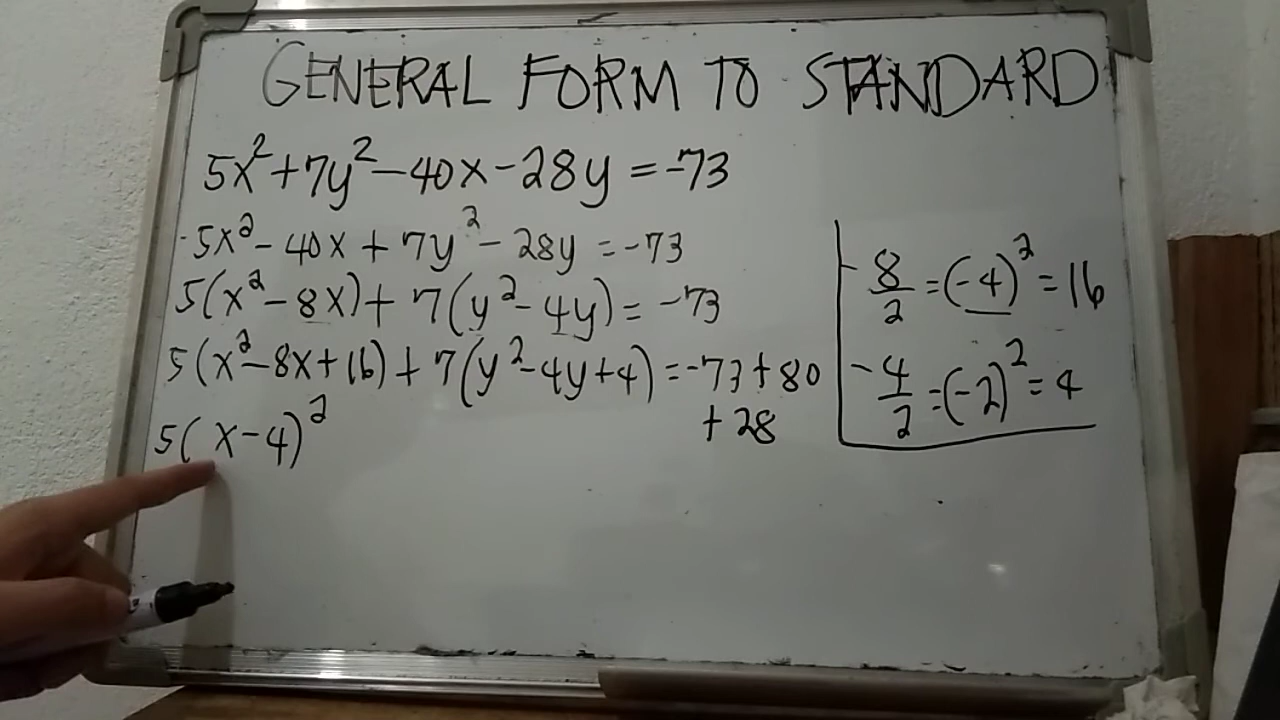 GENERAL FORM TO STANDARD
5x²+7y²-40x-28y=-73
5x²-40x+7y²-28y=-73
5(x²-8x)+7(y²-4y)=-73
5(x²-8x+16)+7(y²-4y+4)=-73+80
+28
5(x-4)²
-8/2=(-4)²=16
-4/2=(-2)²=4